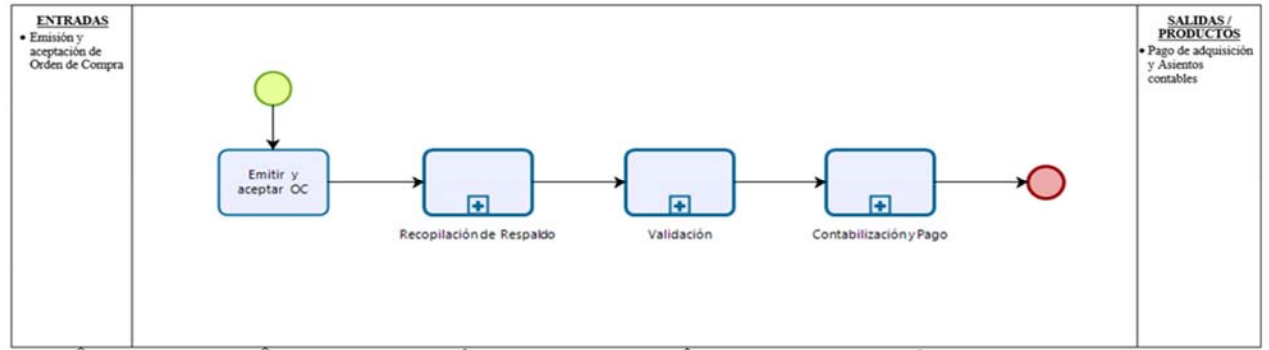 ENTRADAS
• Emisión y
aceptación de
Orden de Compra
Emitir y
aceptar OC
Recopilación de Respaldo
Validación
Contabilización y Pago
SALIDAS /
PRODUCTOS
• Pago de adquisición
y Asientos
contables